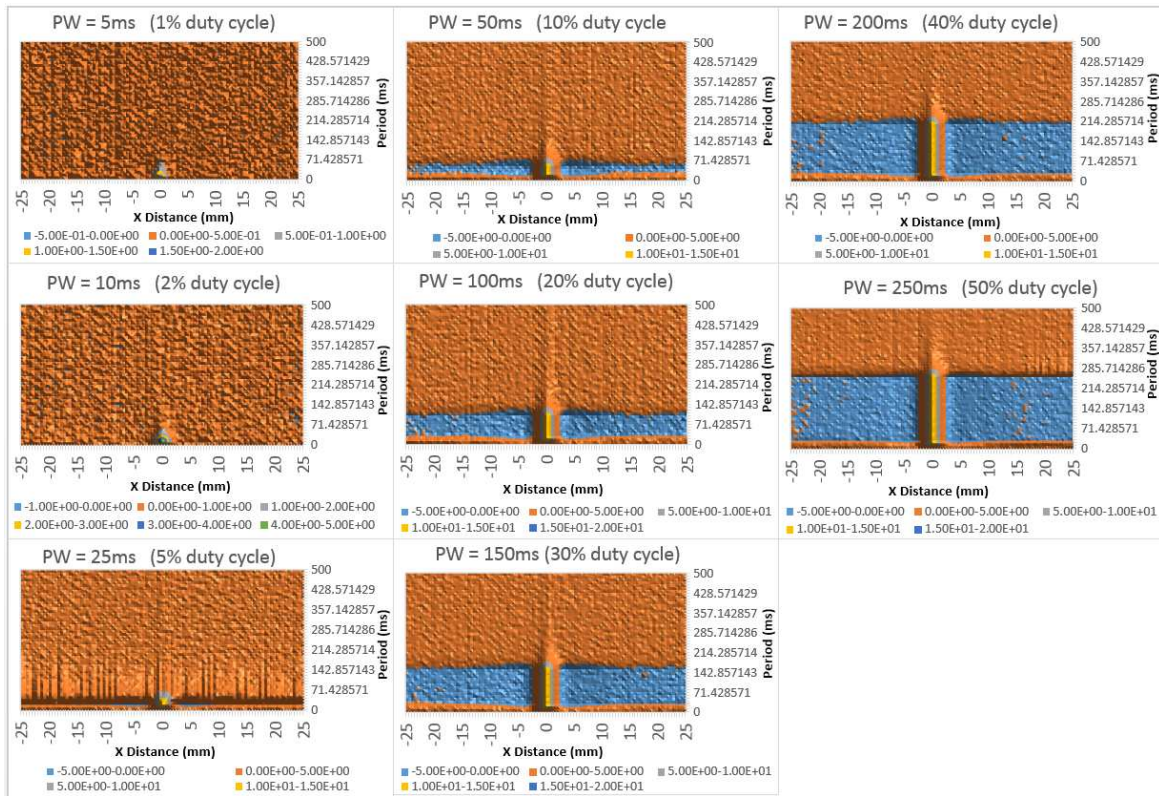 PW = 5ms (1% duty cycle)
500
428.571429
357.142857
285.714286
214.285714
142.857143
71.428571
0
Period (ms)
-25 -20 -15 -10 -5 0 5 10 15 20 25
X Distance (mm)
-5.00E-01-0.00E+00 0.00E+00-5.00E-01 5.00E-01-1.00E+00
1.00E+00-1.50E+00 1.50E+00-2.00E+00
PW = 50ms (10% duty cycle
500
428.571429
357.142857
285.714286
214.285714
142.857143
71.428571
0
Period (ms)
-25 -20 -15 -10 -5 0 5 10 15 20 25
X Distance (mm)
-5.00E+00-0.00E+00 0.00E+00-5.00E+00
5.00E+00-1.00E+01 1.00E+01-1.50E+01
PW = 200ms (40% duty cycle)
500
428.571429
357.142857
285.714286
214.285714
142.857143
71.428571
0
Period (ms)
-25 -20 -15 -10 -5 0 5 10 15 20 25
X Distance (mm)
-5.00E+00-0.00E+00 0.00E+00-5.00E+00
5.00E+00-1.00E+01 1.00E+01-1.50E+01
PW = 10ms (2% duty cycle)
500
428.571429
357.142857
285.714286
214.285714
142.857143
71.428571
0
Period (ms)
-25 -20 -15 -10 -5 0 5 10 15 20 25
X Distance (mm)
-1.00E+00-0.00E+00 0.00E+00-1.00E+00 1.00E+00-2.00E+00
2.00E+00-3.00E+00 3.00E+00-4.00E+00 4.00E+00-5.00E+00
PW = 100ms (20% duty cycle)
500
428.571429
357.142857
285.714286
214.285714
142.857143
71.428571
0
Period (ms)
-25 -20 -15 -10 -5 0 5 10 15 20 25
X Distance (mm)
-5.00E+00-0.00E+00 0.00E+00-5.00E+00 5.00E+00-1.00E+01
1.00E+01-1.50E+01 1.50E+01-2.00E+01
PW = 250ms (50% duty cycle)
500
428.571429
357.142857
285.714286
214.285714
142.857143
71.428571
0
Period (ms)
-25 -20 -15 -10 -5 0 5 10 15 20 25
X Distance (mm)
-5.00E+00-0.00E+00 0.00E+00-5.00E+00 5.00E+00-1.00E+01
1.00E+01-1.50E+01 1.50E+01-2.00E+01
PW = 25ms (5% duty cycle)
500
428.571429
357.142857
285.714286
214.285714
142.857143
71.428571
0
Period (ms)
-25 -20 -15 -10 -5 0 5 10 15 20 25
X Distance (mm)
-5.00E+00-0.00E+00 0.00E+00-5.00E+00
5.00E+00-1.00E+01 1.00E+01-1.50E+01
PW = 150ms (30% duty cycle)
500
428.571429
357.142857
285.714286
214.285714
142.857143
71.428571
0
Period (ms)
-25 -20 -15 -10 -5 0 5 10 15 20 25
X Distance (mm)
-5.00E+00-0.00E+00 0.00E+00-5.00E+00 5.00E+00-1.00E+01
1.00E+01-1.50E+01 1.50E+01-2.00E+01